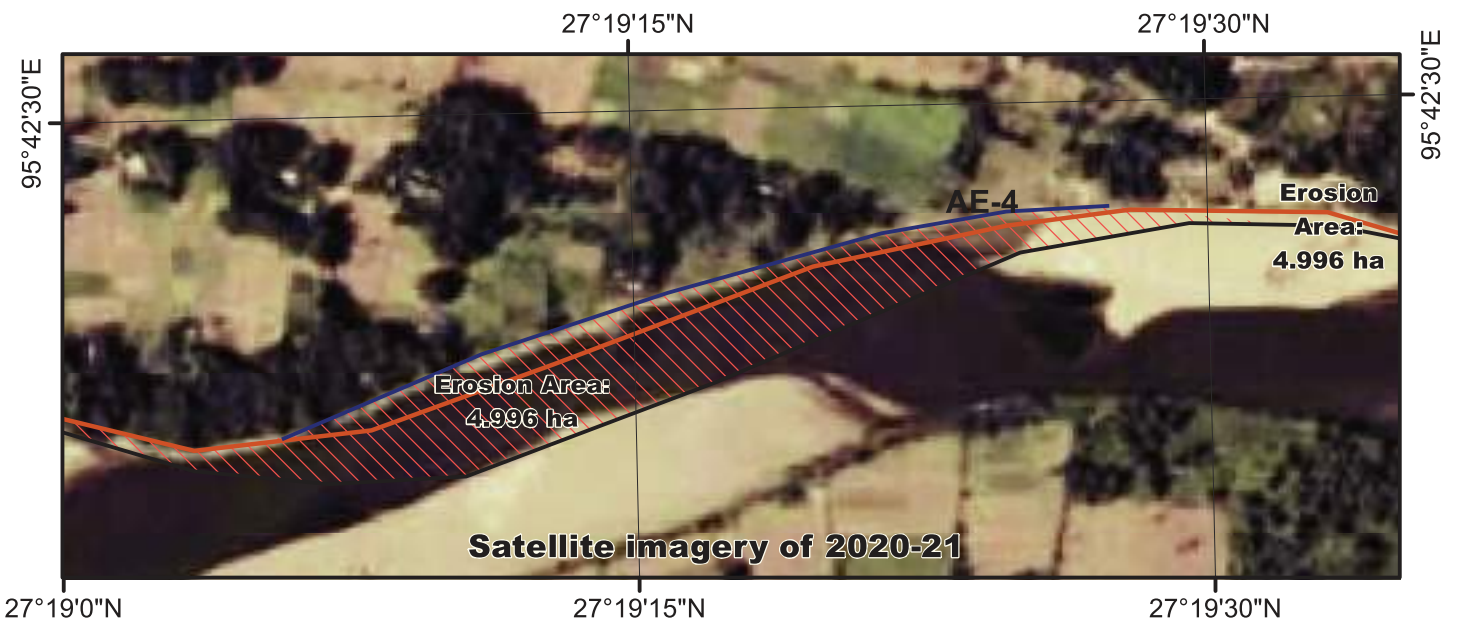 27°19'15"N
27°19'30"N
95°42'30"E
95°42'30"E
AE-4
Erosion
Area:
4.996 ha
Erosion Area:
4.996 ha
Satellite imagery of 2020-21
27°19'0"N
27°19'15"N
27°19'30"N